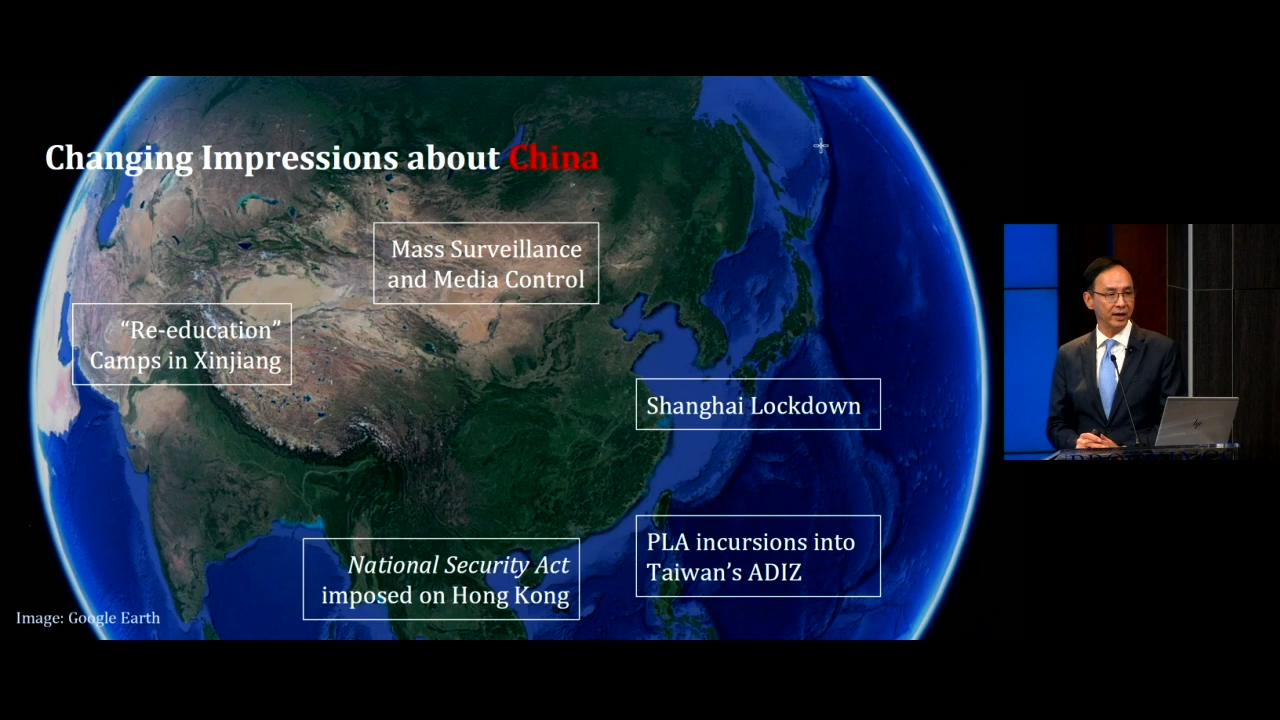 Changing Impressions about China
Mass Surveillance
and Media Control
“Re-education”
Camps in Xinjiang
Shanghai Lockdown
PLA incursions into
Taiwan’s ADIZ
National Security Act
imposed on Hong Kong
Image: Google Earth
hp